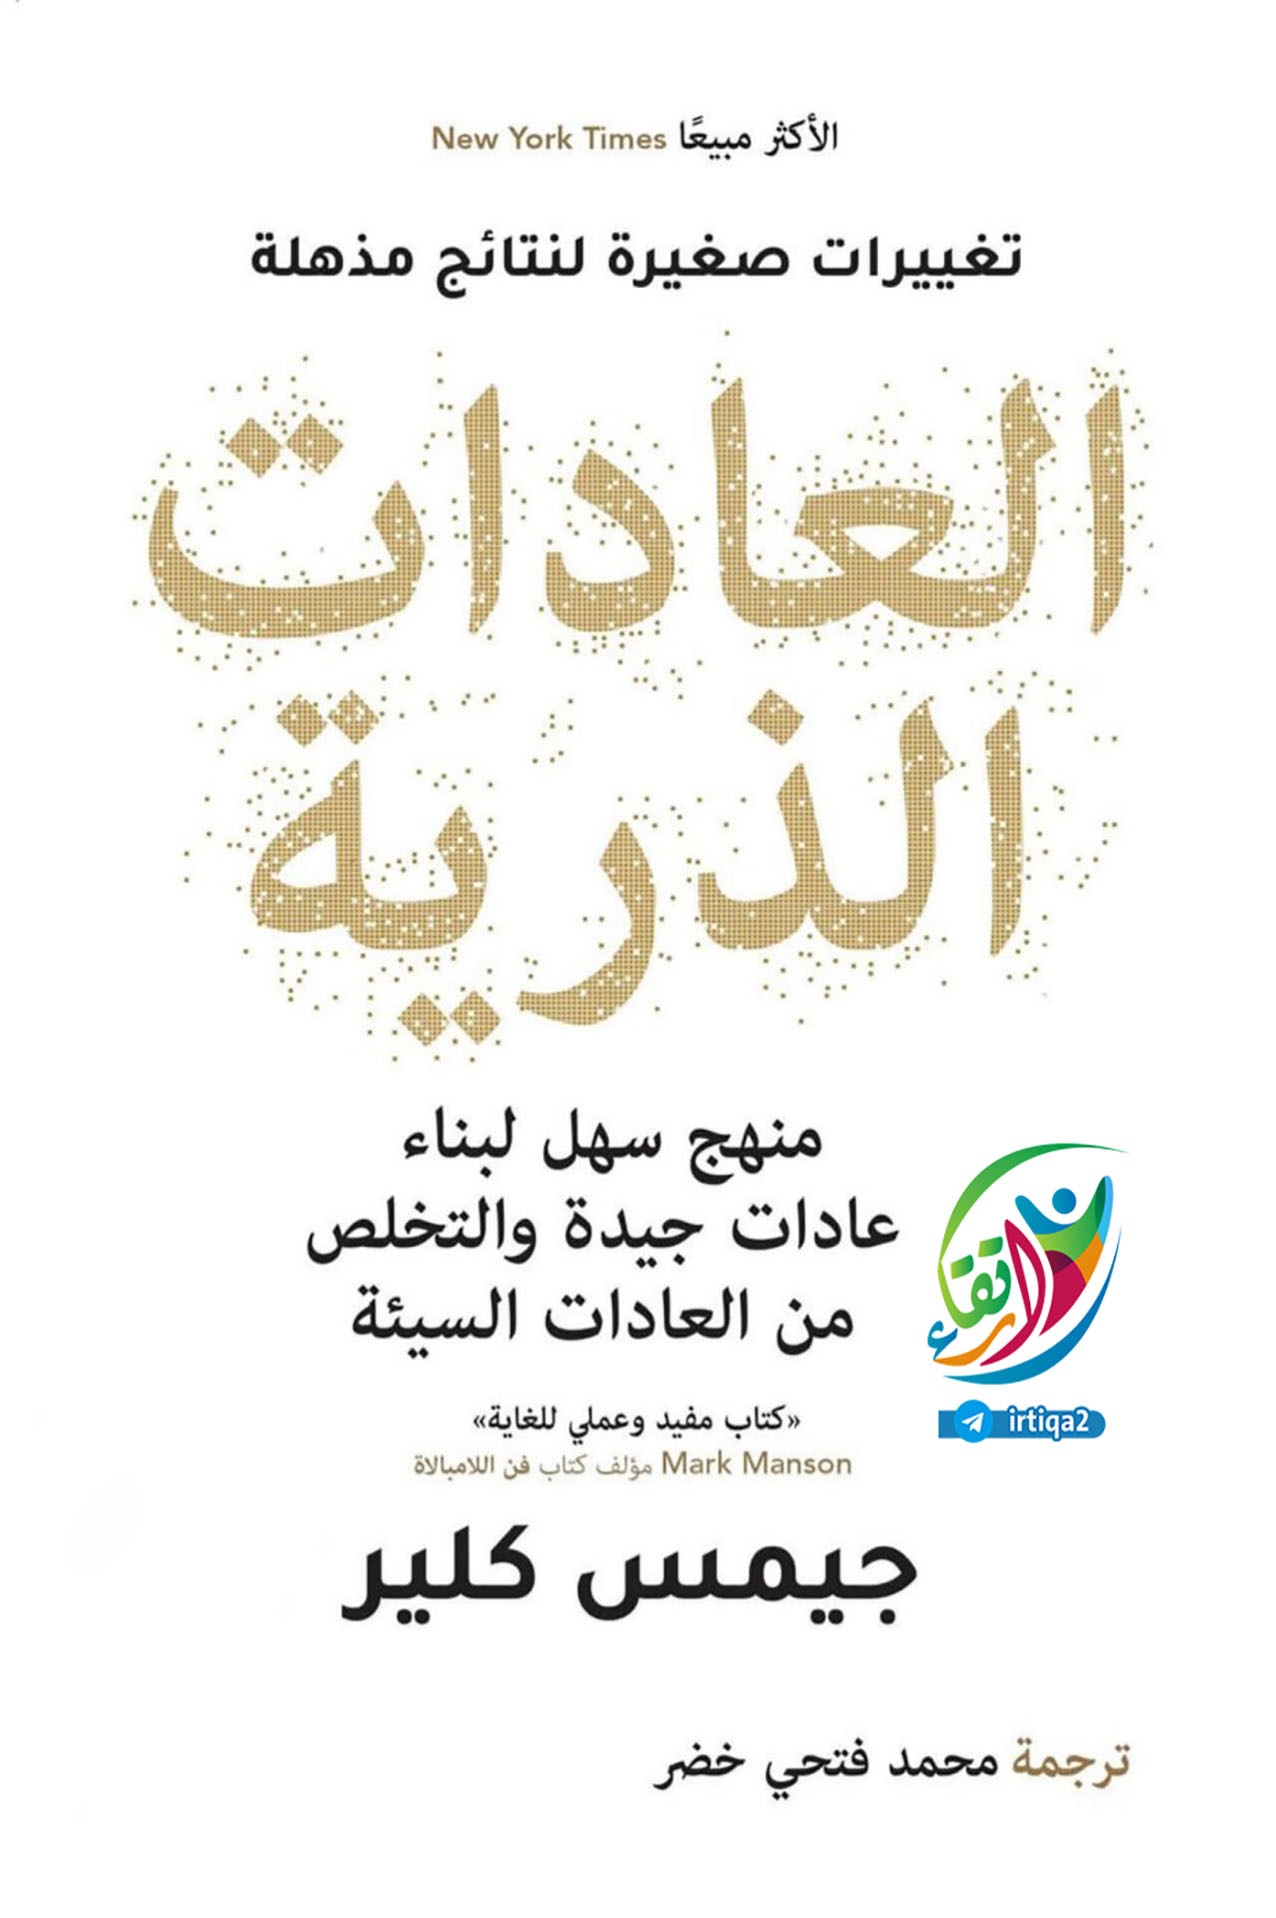 الأكثر مبيعًا New York Times
تغييرات صغيرة لنتائج مذهلة
العادات
الذرية
منهج سهل لبناء
عادات جيدة والتخلص
من العادات السيئة
ارتقاء
irtiqa2
«كتاب مفيد وعملي للغاية»
Mark Manson مؤلف كتاب فن اللامبالاة
جيمس كلير
ترجمة محمد فتحي خضر